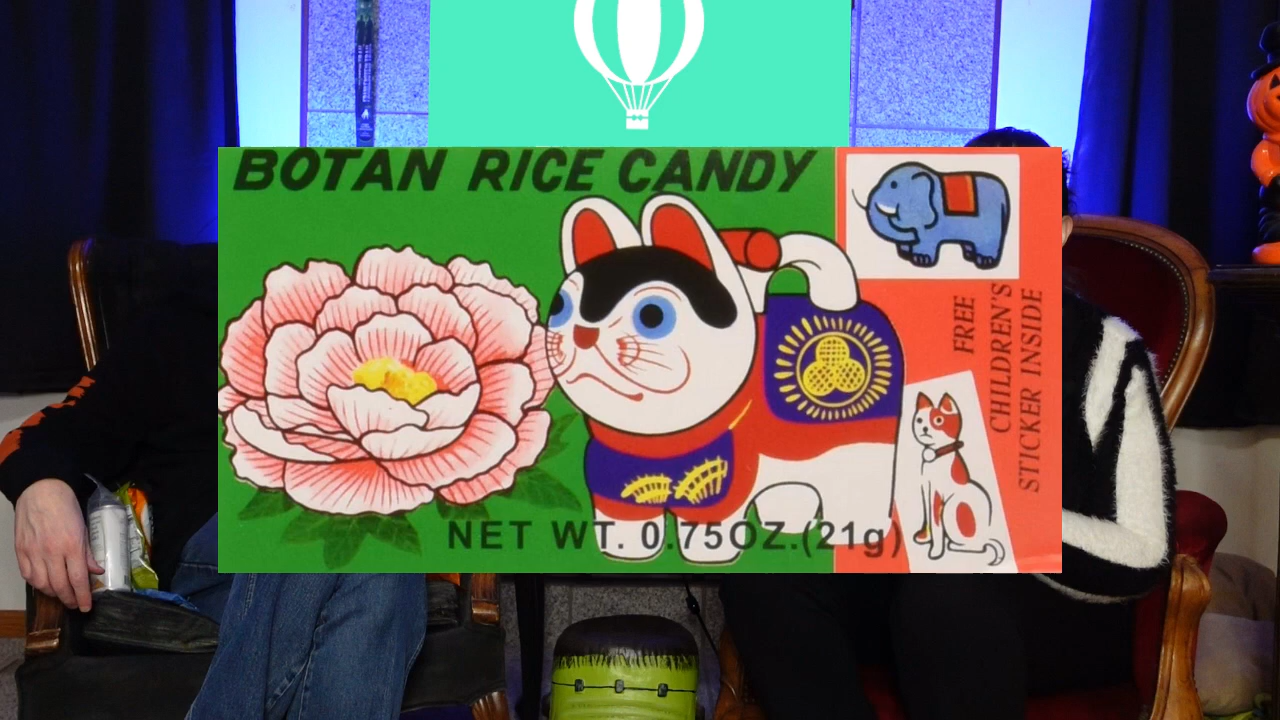 BOTAN RICE CANDY
FREE
CHILDREN'S
STICKER INSIDE
NET WT. 0.75OZ.(21g)